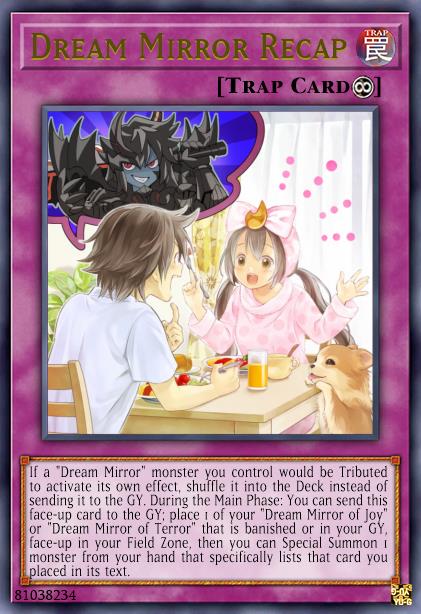 Dream Mirror Recap
TRAP
罠
[Trap Card]
If a "Dream Mirror" monster you control would be Tributed
to activate its own effect, shuffle it into the Deck instead of
sending it to the GY. During the Main Phase: You can send this
face-up card to the GY; place 1 of your "Dream Mirror of Joy"
or "Dream Mirror of Terror" that is banished or in your GY,
face-up in your Field Zone, then you can Special Summon 1
monster from your hand that specifically lists that card you
placed in its text.
81038234